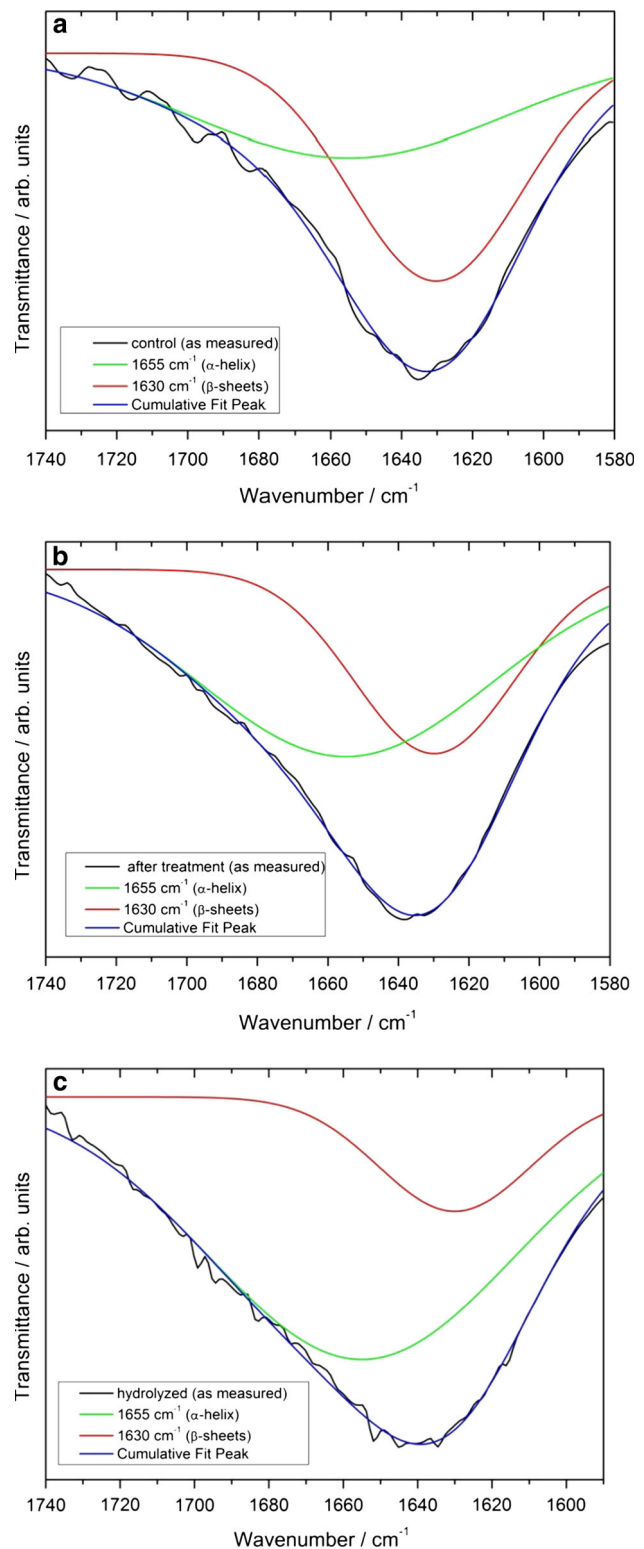 a
Transmittance / arb. units
control (as measured)
1655 cm⁻¹ (α-helix)
1630 cm⁻¹ (β-sheets)
Cumulative Fit Peak
1740 1720 1700 1680 1660 1640 1620 1600 1580
Wavenumber / cm⁻¹
b
Transmittance / arb. units
after treatment (as measured)
1655 cm⁻¹ (α-helix)
1630 cm⁻¹ (β-sheets)
Cumulative Fit Peak
1740 1720 1700 1680 1660 1640 1620 1600 1580
Wavenumber / cm⁻¹
c
Transmittance / arb. units
hydrolyzed (as measured)
1655 cm⁻¹ (α-helix)
1630 cm⁻¹ (β-sheets)
Cumulative Fit Peak
1740 1720 1700 1680 1660 1640 1620 1600
Wavenumber / cm⁻¹